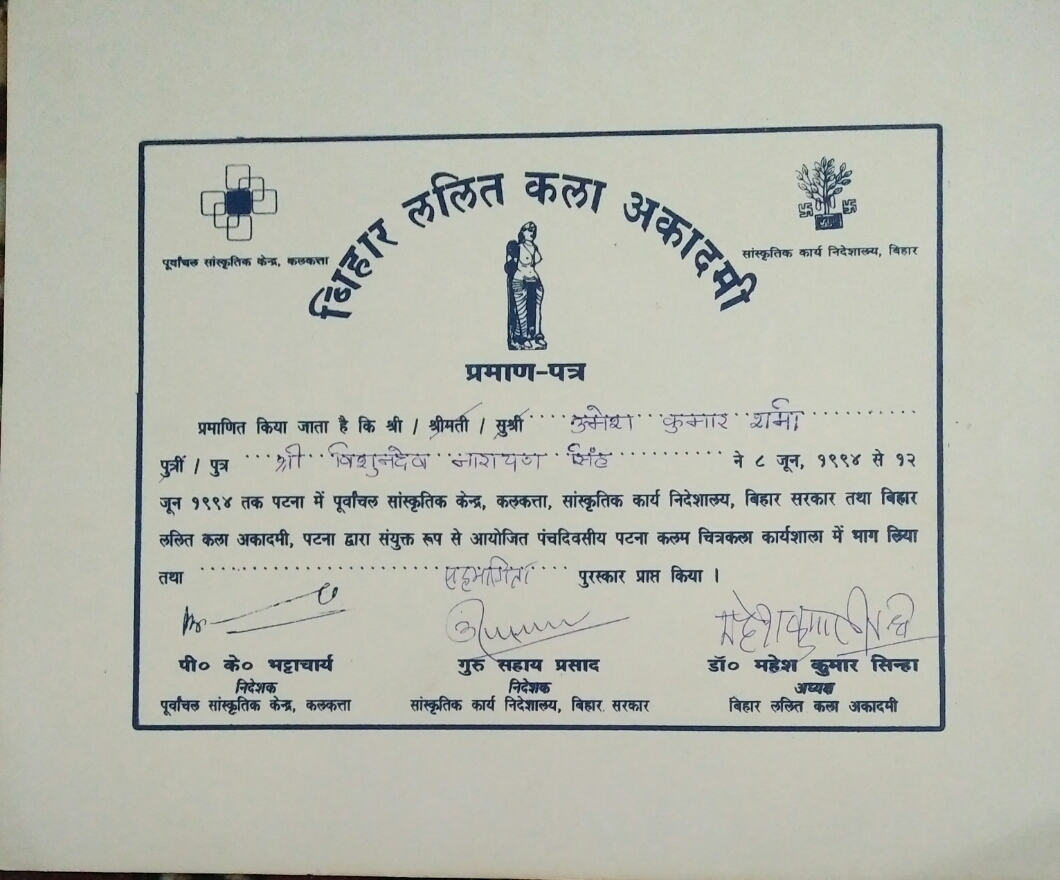 बिहार ललित कला अकादमी
पूर्वांचल सांस्कृतिक केन्द्र, कलकत्ता
सांस्कृतिक कार्य निदेशालय, बिहार
प्रमाण-पत्र
प्रमाणित किया जाता है कि श्री / श्रीमती / सुश्री उमेश कुमार शर्मा
पुत्री / पुत्र श्री विशुनदेव नारायण सिंह ने ८ जून, १९९४ से १२
जून १९९४ तक पटना में पूर्वांचल सांस्कृतिक केन्द्र, कलकत्ता, सांस्कृतिक कार्य निदेशालय, बिहार सरकार तथा बिहार
ललित कला अकादमी, पटना द्वारा संयुक्त रूप से आयोजित पंचदिवसीय पटना कलम चित्रकला कार्यशाला में भाग लिया
तथा सहभागिता पुरस्कार प्राप्त किया ।
पी० के० भट्टाचार्य
निदेशक
पूर्वांचल सांस्कृतिक केन्द्र, कलकत्ता
गुरु सहाय प्रसाद
निदेशक
सांस्कृतिक कार्य निदेशालय, बिहार सरकार
महेश कुमार सिन्हा
डॉ० महेश कुमार सिन्हा
अध्यक्ष
बिहार ललित कला अकादमी